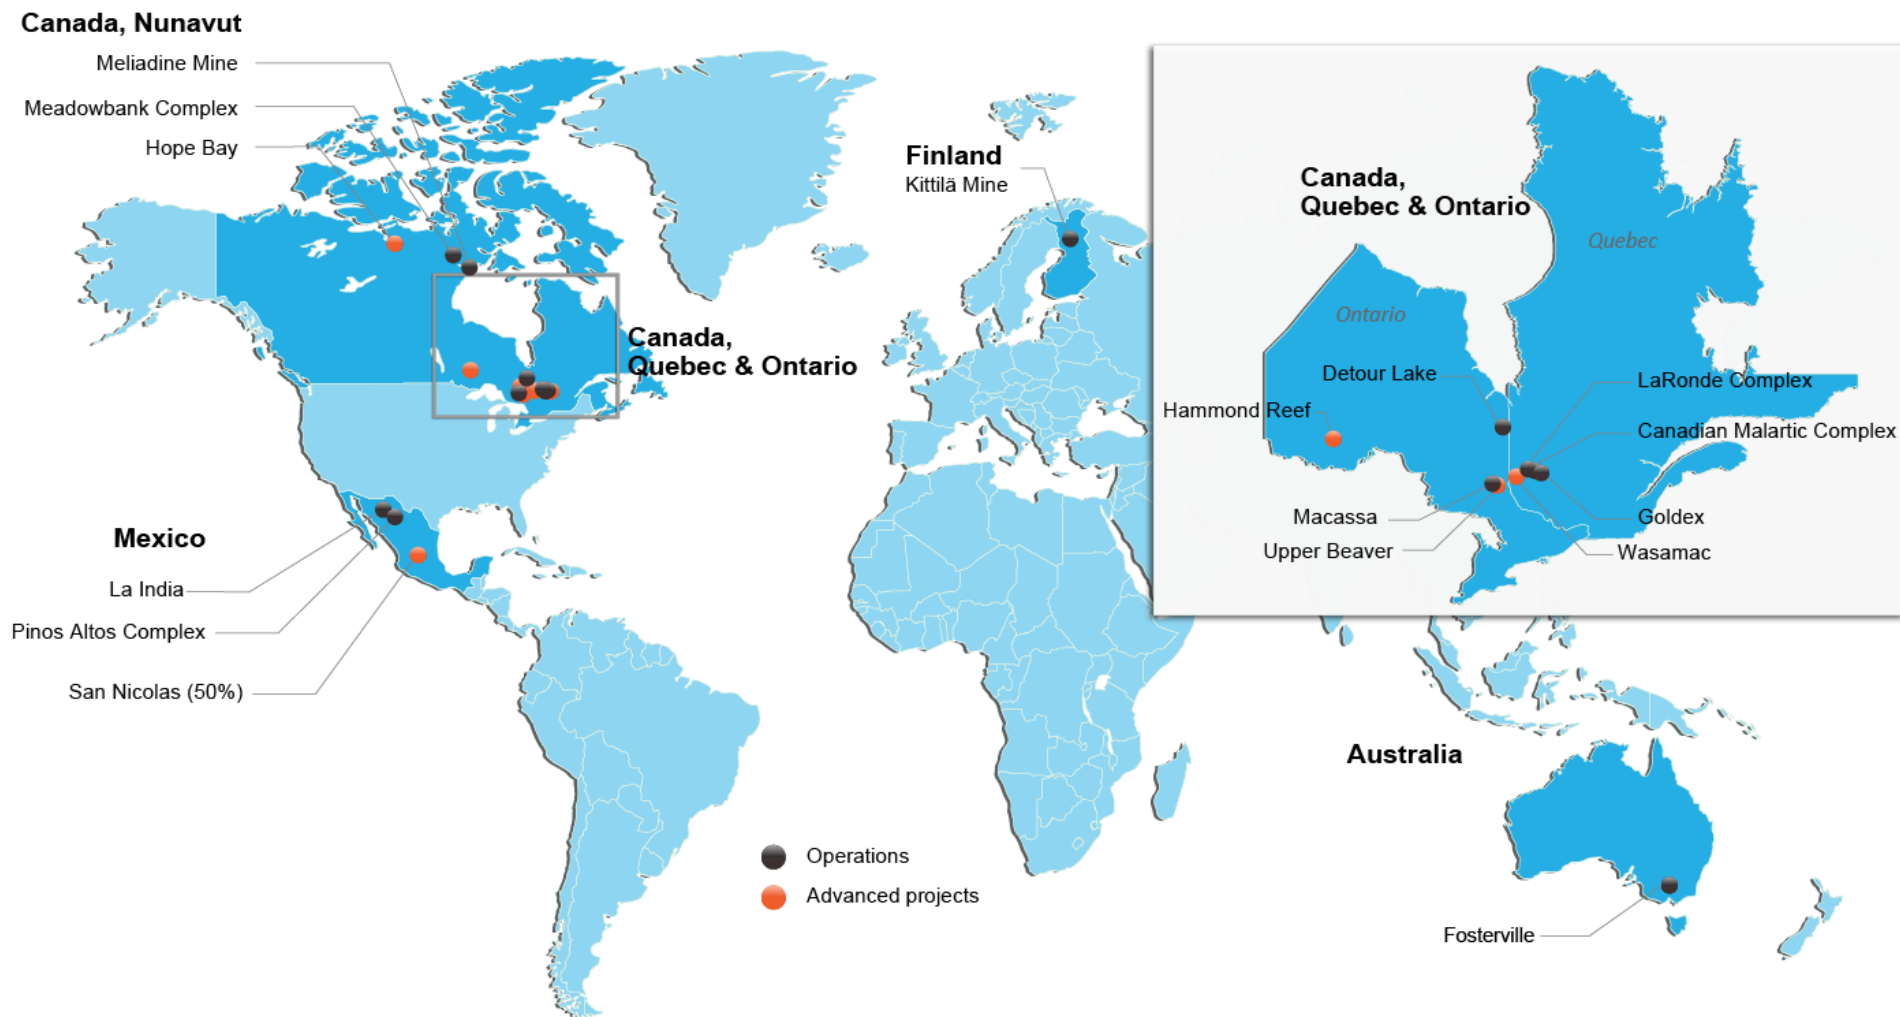 Canada, Nunavut
Meliadine Mine
Meadowbank Complex
Hope Bay
Finland
Kittilä Mine
Canada,
Quebec & Ontario
Mexico
La India
Pinos Altos Complex
San Nicolas (50%)
Operations
Advanced projects
Canada,
Quebec & Ontario
Quebec
Ontario
Detour Lake
LaRonde Complex
Hammond Reef
Canadian Malartic Complex
Macassa
Goldex
Upper Beaver
Wasamac
Australia
Fosterville